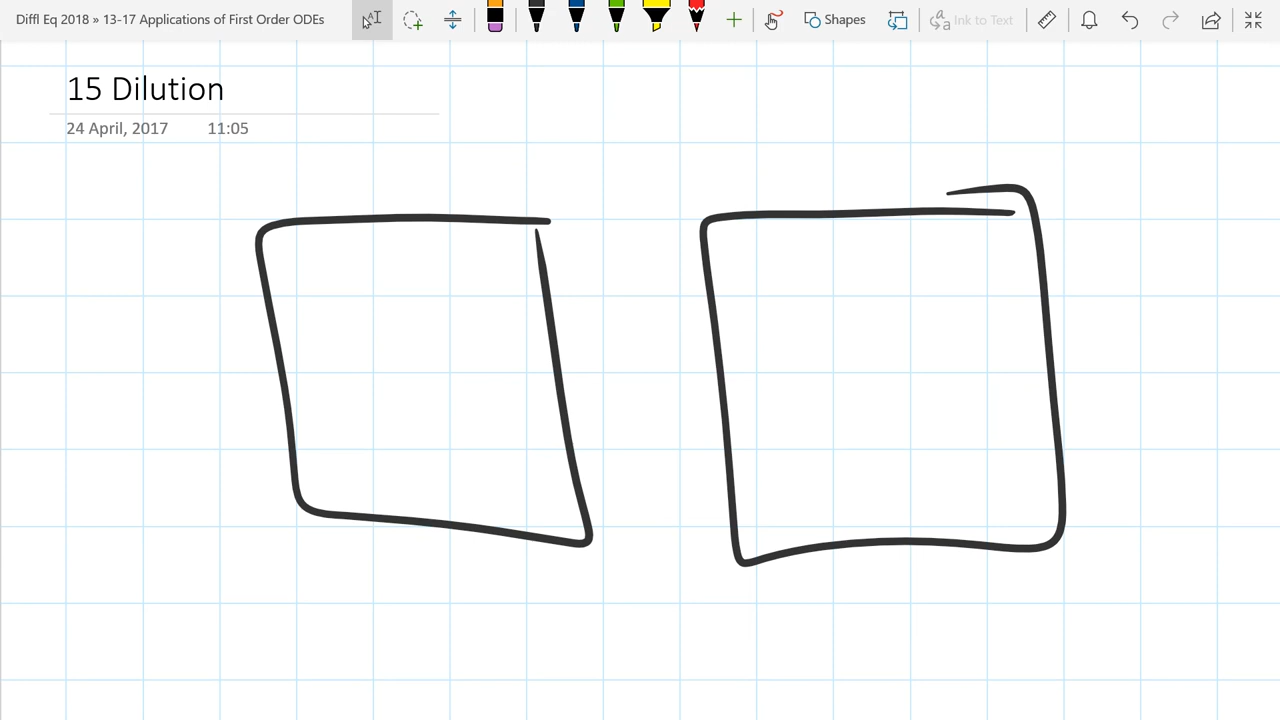 Diffl Eq 2018 » 13-17 Applications of First Order ODEs
Shapes
Ink to Text
15 Dilution
24 April, 2017 11:05